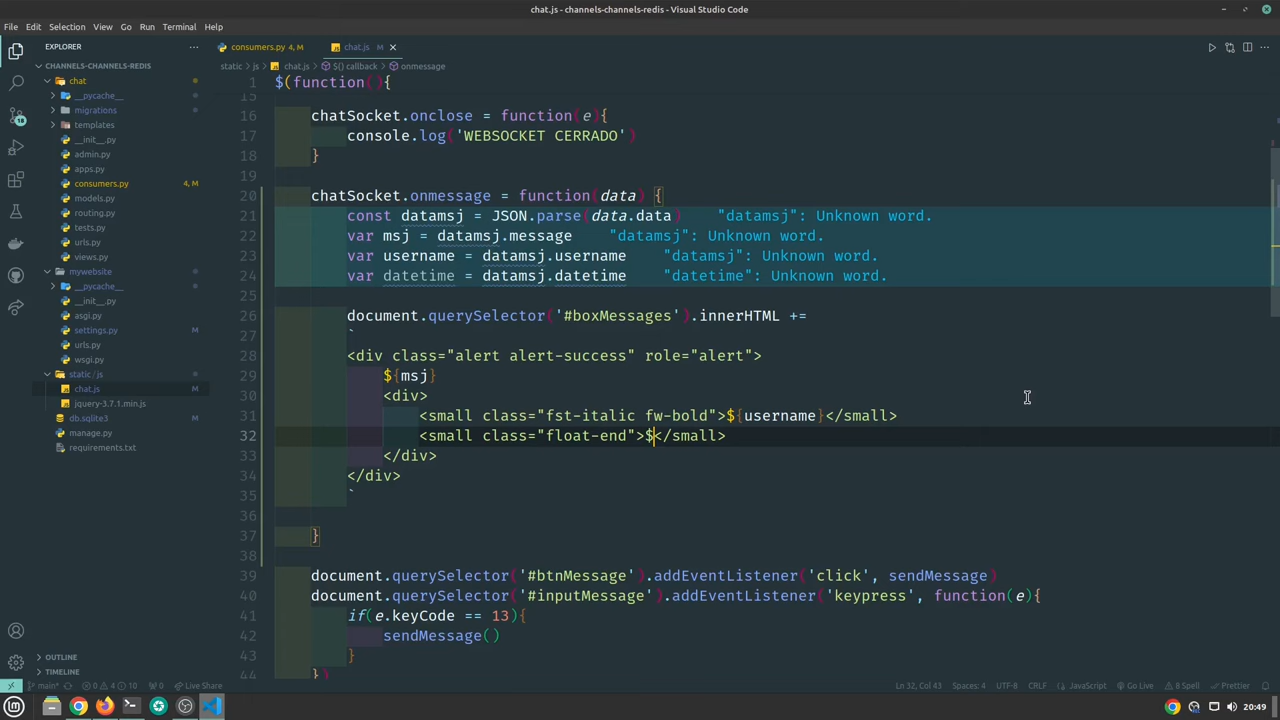 chat.js - channels-channels-redis - Visual Studio Code
File Edit Selection View Go Run Terminal Help
EXPLORER
consumers.py 4, M
chat.js M
CHANNELS-CHANNELS-REDIS
static > js > chat.js > $() callback > onmessage
chat
__pycache__
migrations
templates
__init__.py
admin.py
apps.py
consumers.py 4, M
models.py
routing.py
tests.py
urls.py
views.py
mywebsite
__pycache__
__init__.py
asgi.py
settings.py
urls.py
wsgi.py
static / js
chat.js M
jquery-3.7.1.min.js
db.sqlite3
manage.py
requirements.txt
OUTLINE
TIMELINE
18
1 $(function(){
15
16 chatSocket.onclose = function(e){
17 console.log('WEBSOCKET CERRADO')
18 }
19
20 chatSocket.onmessage = function(data) {
21 const datamsj = JSON.parse(data.data) "datamsj": Unknown word.
22 var msj = datamsj.message "datamsj": Unknown word.
23 var username = datamsj.username "datamsj": Unknown word.
24 var datetime = datamsj.datetime "datetime": Unknown word.
25
26 document.querySelector('#boxMessages').innerHTML +=
27 `
28 <div class="alert alert-success" role="alert">
29 ${msj}
30 <div>
31 <small class="fst-italic fw-bold">${username}</small>
32 <small class="float-end">$</small>
33 </div>
34 </div>
35 `
36
37 }
38
39 document.querySelector('#btnMessage').addEventListener('click', sendMessage)
40 document.querySelector('#inputMessage').addEventListener('keypress', function(e){
41 if(e.keyCode == 13){
42 sendMessage()
43 }
44 })
main* 0 4 10 0 Live Share Ln 32, Col 43 Spaces: 4 UTF-8 CRLF JavaScript Go Live 8 Spell Prettier
20:49